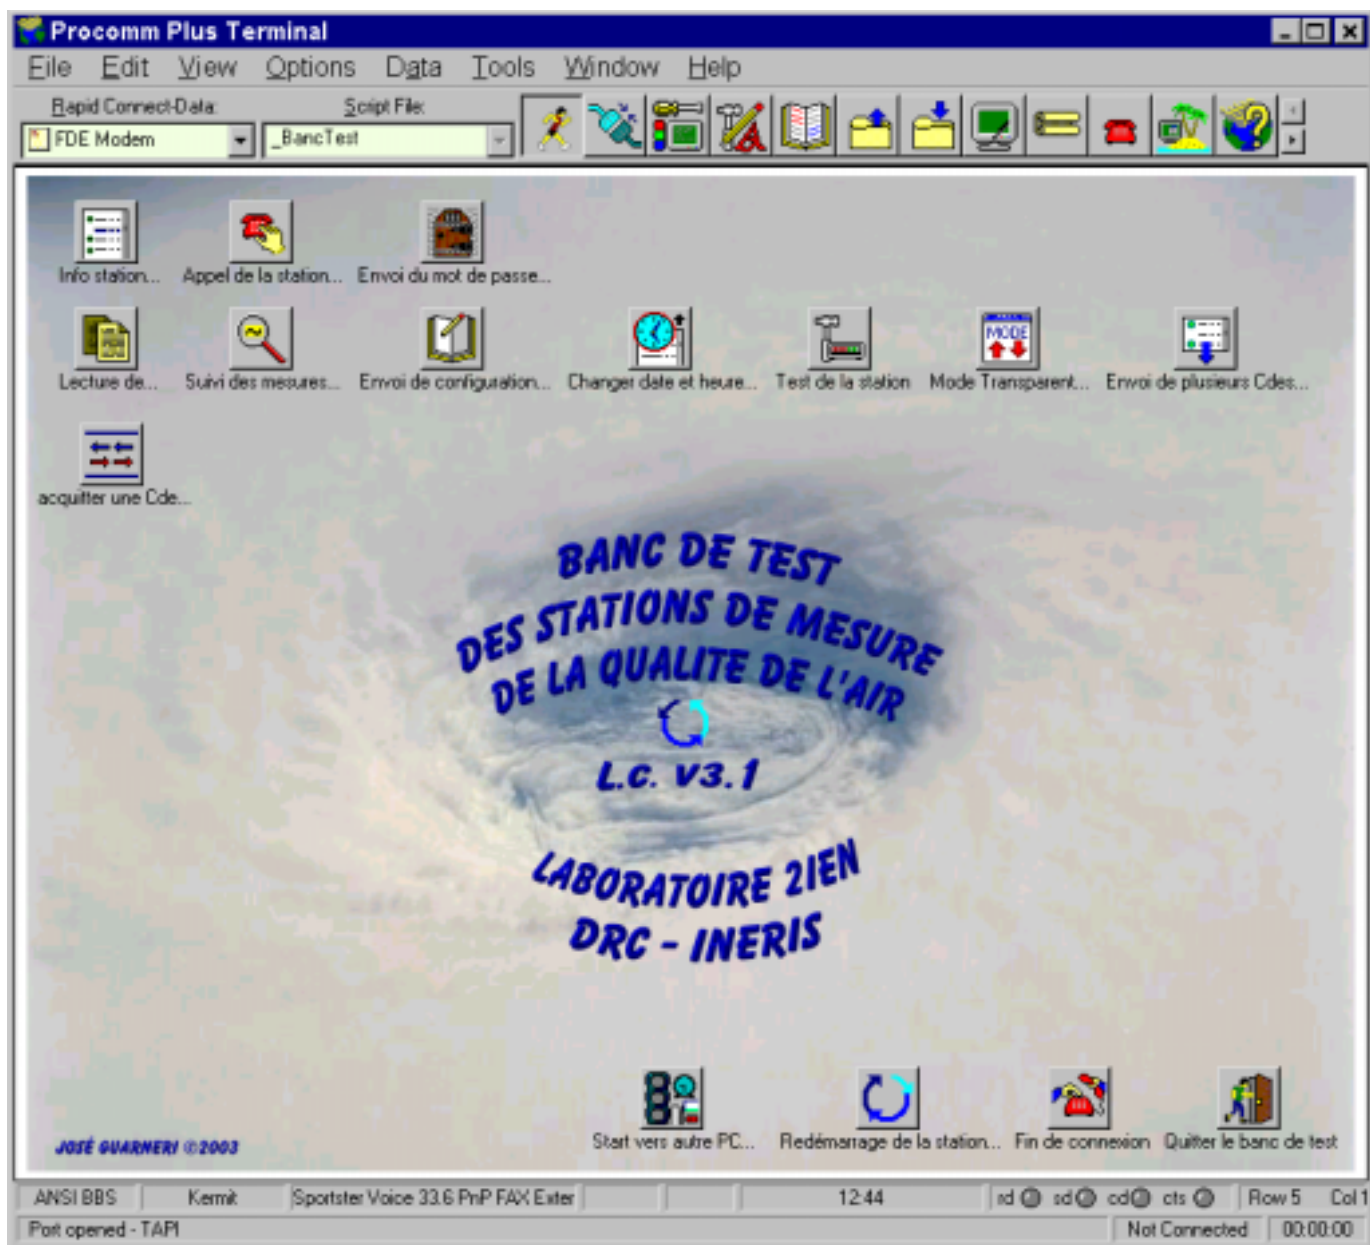 Procomm Plus Terminal
File Edit View Options Data Tools Window Help
Rapid Connect-Data: Script File:
FDE Modem _BancTest
Info station... Appel de la station... Envoi du mot de passe...
MODE
Lecture de... Suivi des mesures... Envoi de configuration... Changer date et heure... Test de la station Mode Transparent... Envoi de plusieurs Cdes...
acquitter une Cde...
BANC DE TEST
DES STATIONS DE MESURE
DE LA QUALITE DE L'AIR
L.C. V3.1
LABORATOIRE 2IEN
DRC - INERIS
Start vers autre PC... Redémarrage de la station... Fin de connexion Quitter le banc de test
JOSÉ GUARNERI ©2003
ANSI BBS Kermit Sportster Voice 33.6 PnP FAX Exter 12:44 rd sd cd cts Row 5 Col 1
Port opened - TAPI Not Connected 00:00:00